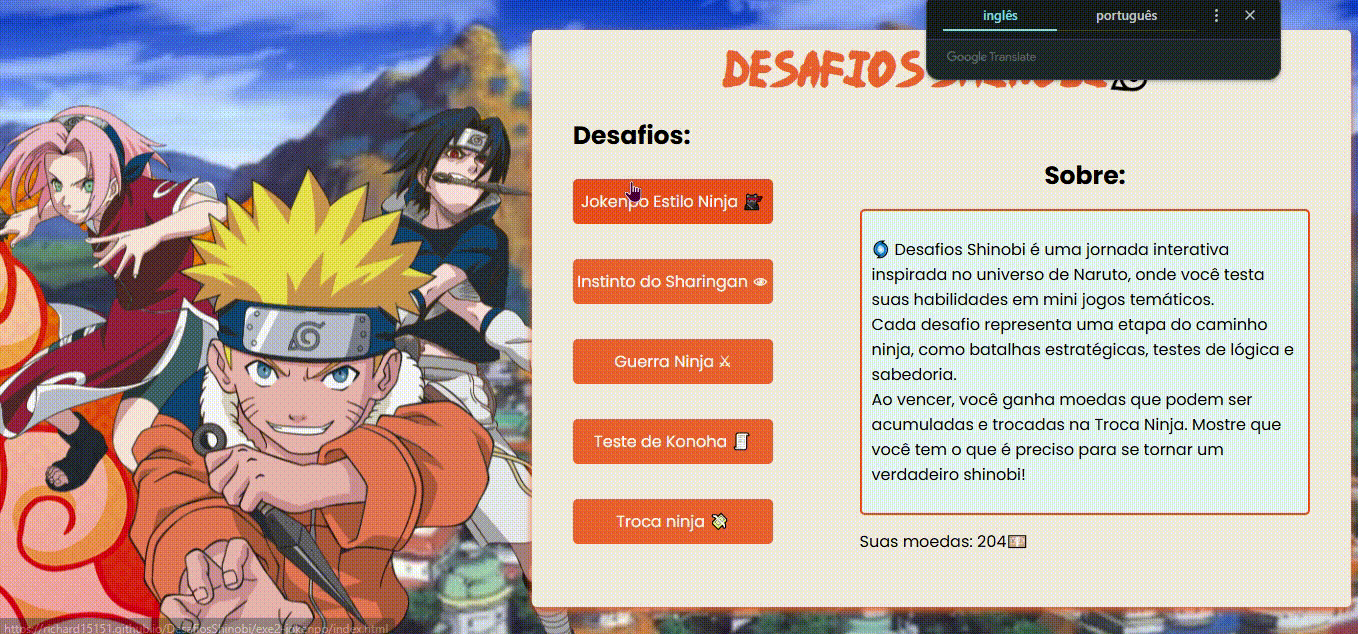 inglês português
Google Translate
DESAFIOS
Desafios:
Jokenpo Estilo Ninja
Instinto do Sharingan
Guerra Ninja
Teste de Konoha
Troca ninja
Sobre:
Desafios Shinobi é uma jornada interativa
inspirada no universo de Naruto, onde você testa
suas habilidades em mini jogos temáticos.
Cada desafio representa uma etapa do caminho
ninja, como batalhas estratégicas, testes de lógica e
sabedoria.
Ao vencer, você ganha moedas que podem ser
acumuladas e trocadas na Troca Ninja. Mostre que
você tem o que é preciso para se tornar um
verdadeiro shinobi!
Suas moedas: 204
https://richard15151.github.io/DesafiosShinobi/exe2-jokenpo/index.html